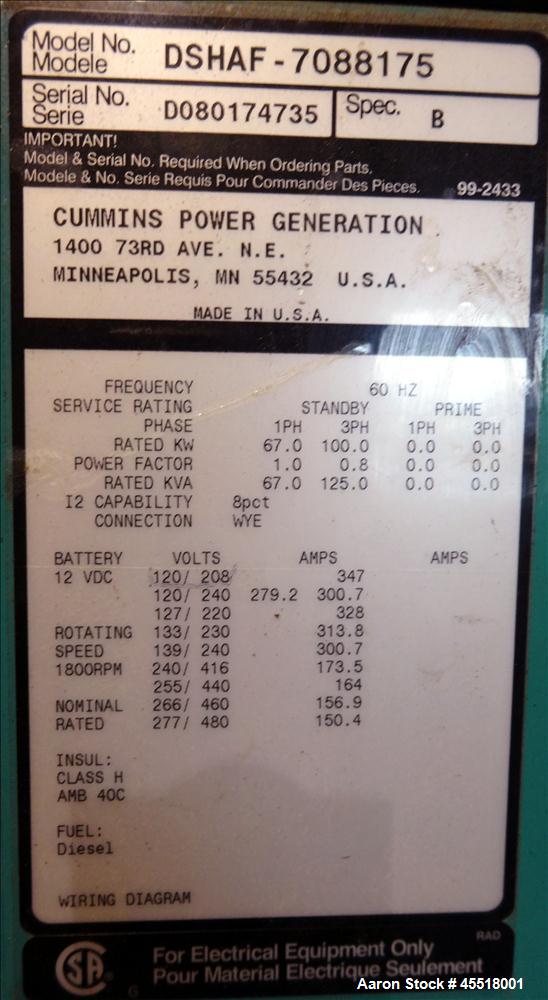 Model No. DSHAF-7088175
Modele
Serial No. D080174735 Spec. B
Serie
IMPORTANT!
Model & Serial No. Required When Ordering Parts.
Modele & No. Serie Requis Pour Commander Des Pieces. 99-2433
CUMMINS POWER GENERATION
1400 73RD AVE. N.E.
MINNEAPOLIS, MN 55432 U.S.A.
MADE IN U.S.A.
FREQUENCY 60 HZ
SERVICE RATING STANDBY PRIME
PHASE 1PH 3PH 1PH 3PH
RATED KW 67.0 100.0 0.0 0.0
POWER FACTOR 1.0 0.8 0.0 0.0
RATED KVA 67.0 125.0 0.0 0.0
I2 CAPABILITY 8pct
CONNECTION WYE
BATTERY VOLTS AMPS AMPS
12 VDC 120/ 208 347
120/ 240 279.2 300.7
127/ 220 328
ROTATING 133/ 230 313.8
SPEED 139/ 240 300.7
1800RPM 240/ 416 173.5
255/ 440 164
NOMINAL 266/ 460 156.9
RATED 277/ 480 150.4
INSUL:
CLASS H
AMB 40C
FUEL:
Diesel
WIRING DIAGRAM
RAD
SA For Electrical Equipment Only
6 Pour Material Electrique Seulement
Aaron Stock #45518001